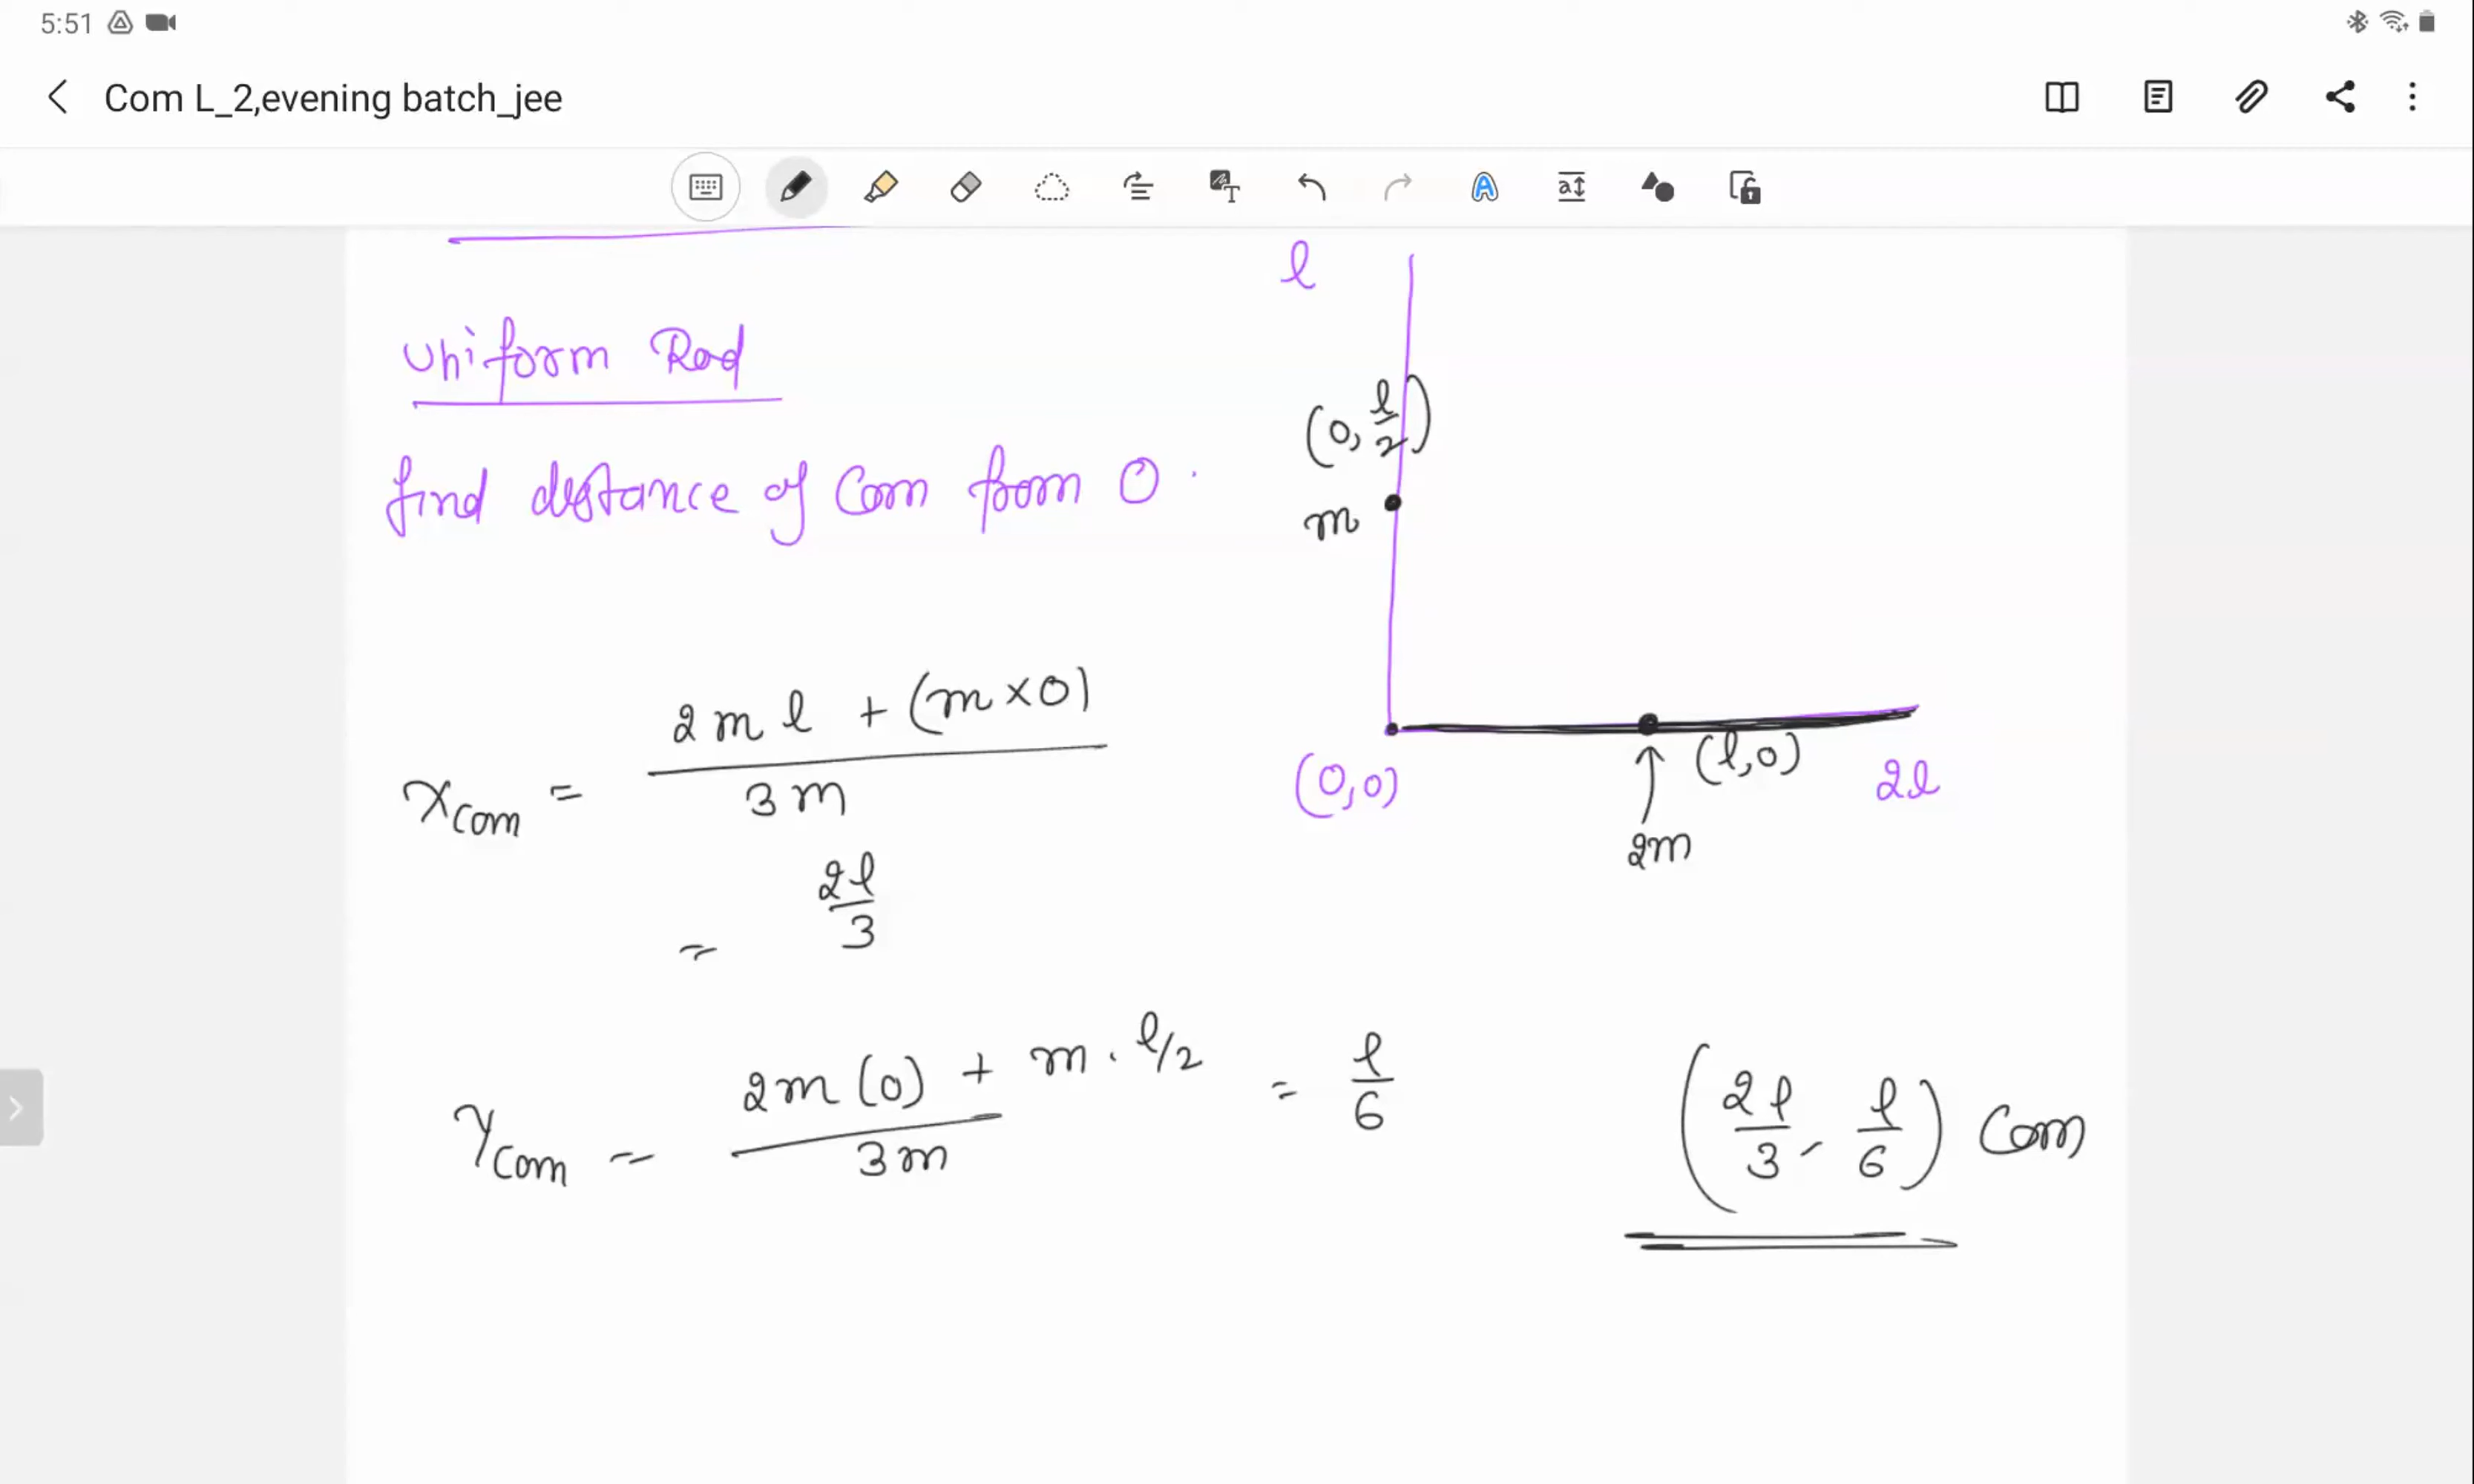 5:51
Com L_2,evening batch_jee
l
Uniform Rod
(0, l/2)
find distance of Com from O.
m
xcom = 2ml + (m×0) / 3m
(0,0)
(l,0)
2l
2m
= 2l/3
ycom = 2m(0) + m.l/2 / 3m = l/6
(2l/3, l/6) Com